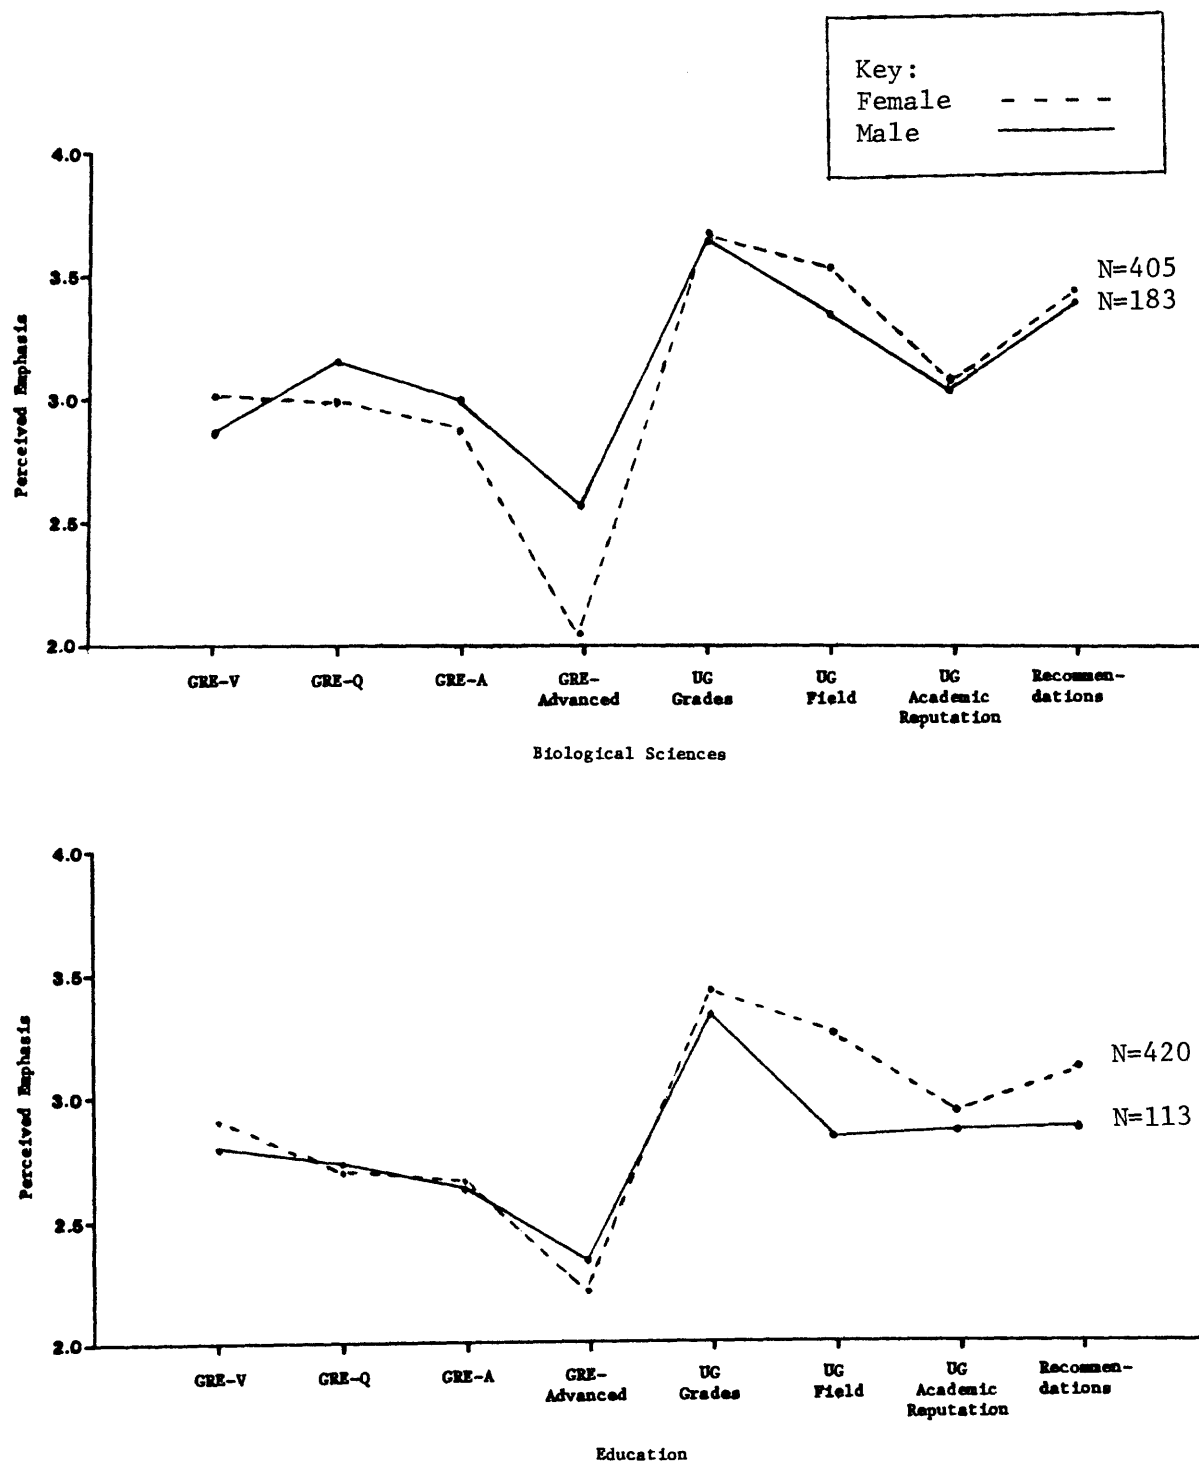 Key:
Female
Male
4.0
3.5
3.0
2.5
2.0
Perceived Emphasis
N=405
N=183
GRE-V
GRE-Q
GRE-A
GRE-
Advanced
UG
Grades
UG
Field
UG
Academic
Reputation
Recommen-
dations
Biological Sciences
4.0
3.5
3.0
2.5
2.0
Perceived Emphasis
N=420
N=113
GRE-V
GRE-Q
GRE-A
GRE-
Advanced
UG
Grades
UG
Field
UG
Academic
Reputation
Recommen-
dations
Education